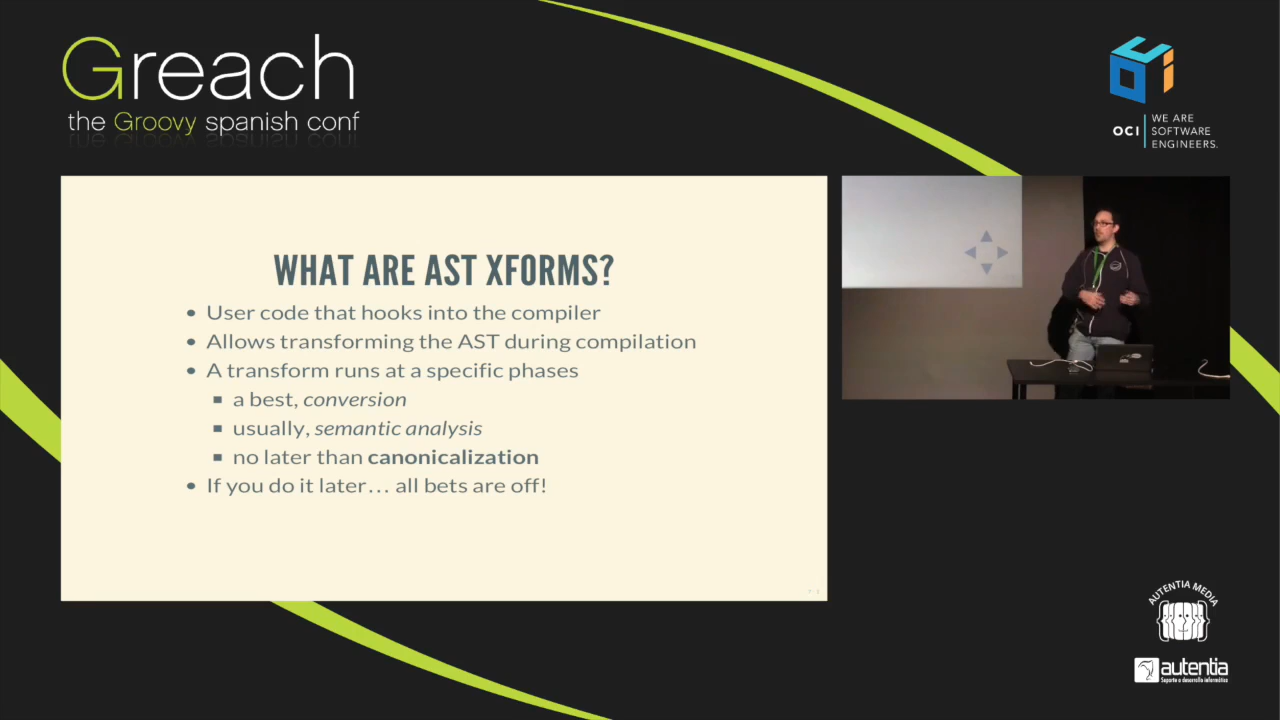 Greach
the Groovy spanish conf
OCI
WE ARE
SOFTWARE
ENGINEERS.
WHAT ARE AST XFORMS?
• User code that hooks into the compiler
• Allows transforming the AST during compilation
• A transform runs at a specific phases
▪ a best, conversion
▪ usually, semantic analysis
▪ no later than canonicalization
• If you do it later... all bets are off!
AUTENTIA MEDIA
autentia
Soporte a desarrollo informático